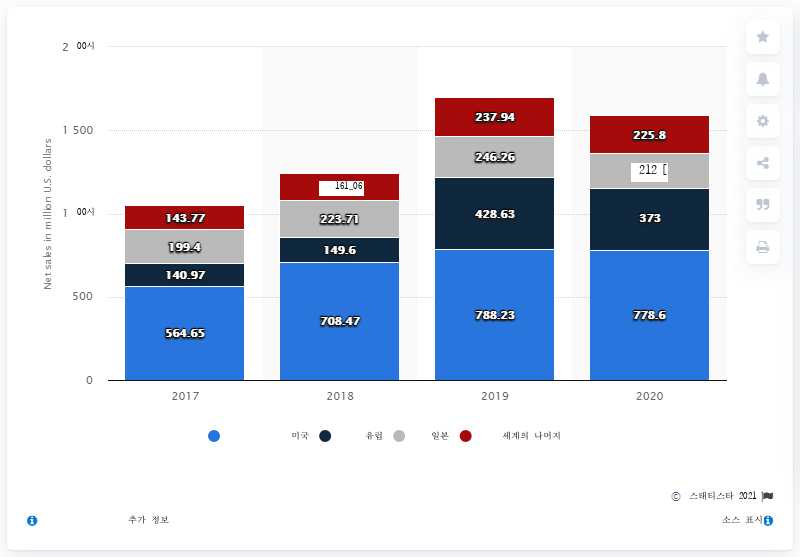 2 00시
1 500
1 00시
500
0
Net sales in million U.S. dollars
143.77
199.4
140.97
564.65
161_06
223.71
149.6
708.47
237.94
246.26
428.63
788.23
225.8
212 [
373
778.6
2017 2018 2019 2020
미국 유럽 일본 세계의 나머지
© 스태티스타 2021
추가 정보 소스 표시